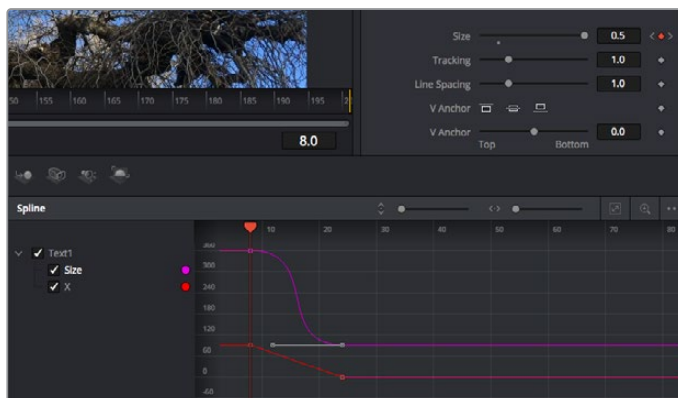 Size 0.5
Tracking 1.0
Line Spacing 1.0
V Anchor
V Anchor 0.0
Top Bottom
50 155 160 165 170 175 180 185 190 195
8.0
Spline
10 20 30 40 50 60 70 80
Text1
Size
X
360
300
240
180
120
60
0
-60